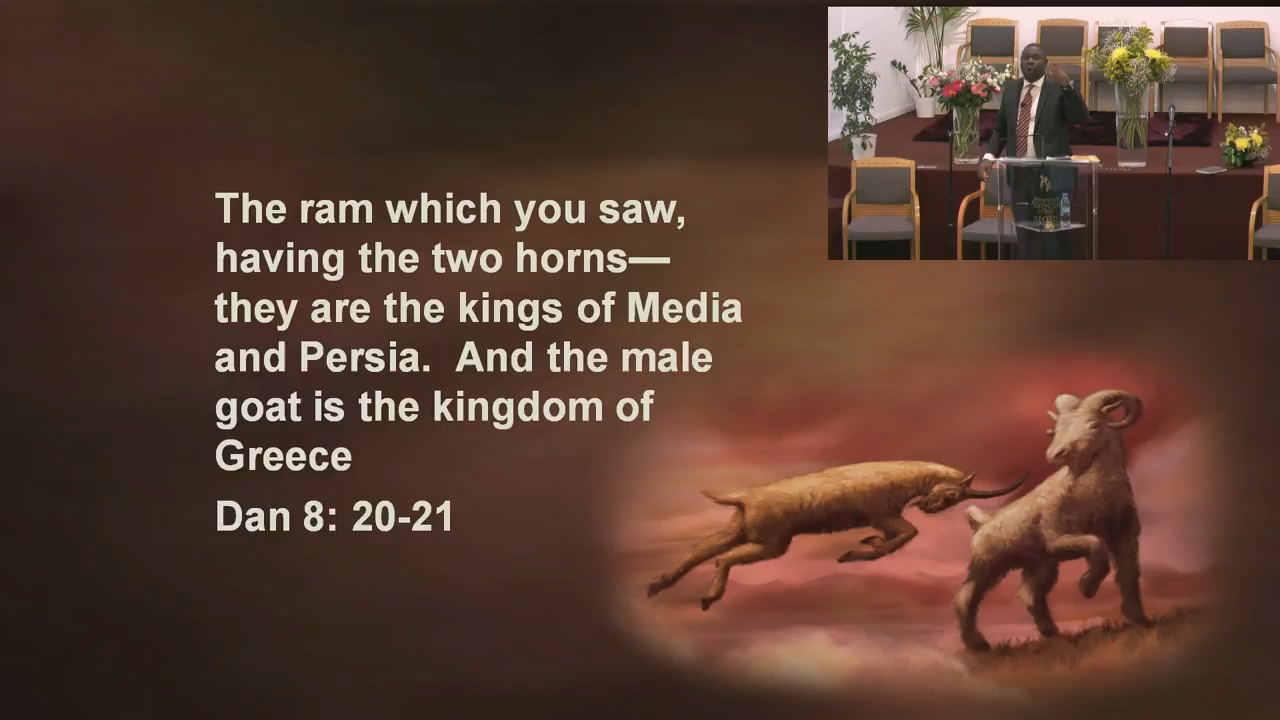 The ram which you saw,
having the two horns—
they are the kings of Media
and Persia.  And the male
goat is the kingdom of
Greece
Dan 8: 20-21